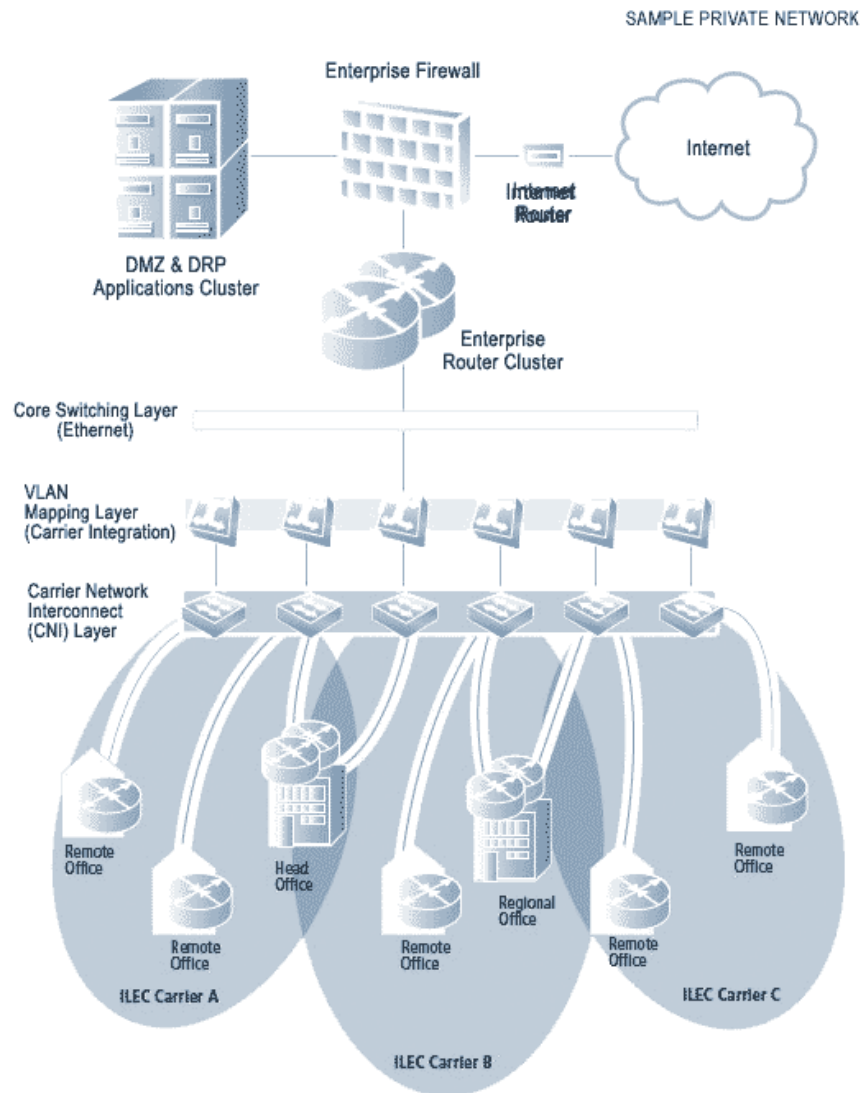 SAMPLE PRIVATE NETWORK
Enterprise Firewall
Internet
Internet
Router
DMZ & DRP
Applications Cluster
Enterprise
Router Cluster
Core Switching Layer
(Ethernet)
VLAN
Mapping Layer
(Carrier Integration)
Carrier Network
Interconnect
(CNI) Layer
Remote
Office
Head
Office
Remote
Office
Remote
Office
Regional
Office
Remote
Office
Remote
Office
ILEC Carrier A
ILEC Carrier B
ILEC Carrier C